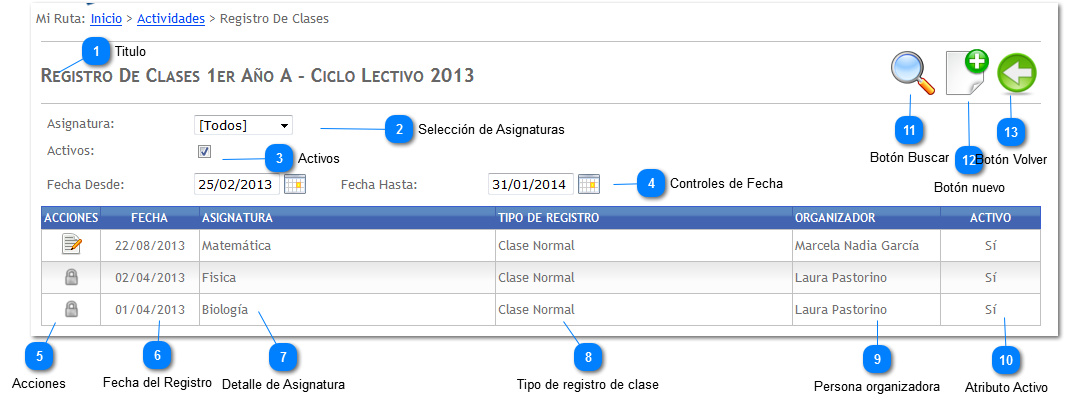 Mi Ruta: Inicio > Actividades > Registro De Clases
1 Titulo
REGISTRO DE CLASES 1ER AÑO A - CICLO LECTIVO 2013
Asignatura: [Todos] 2 Selección de Asignaturas
11 12 13
Botón Buscar Botón Volver
Botón nuevo
Activos: 3 Activos
Fecha Desde: 25/02/2013 Fecha Hasta: 31/01/2014 4 Controles de Fecha
ACCIONES FECHA ASIGNATURA TIPO DE REGISTRO ORGANIZADOR ACTIVO
22/08/2013 Matemática Clase Normal Marcela Nadia García Sí
02/04/2013 Fisica Clase Normal Laura Pastorino Sí
01/04/2013 Biología Clase Normal Laura Pastorino Sí
5 6 7 8 9 10
Acciones Fecha del Registro Detalle de Asignatura Tipo de registro de clase Persona organizadora Atributo Activo